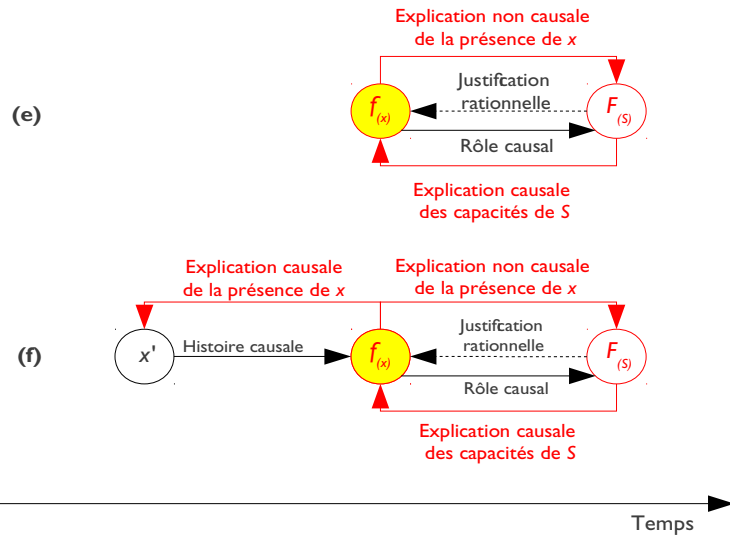 Explication non causale
de la présence de x
(e)
f(x)
Justification
rationnelle
F(S)
Rôle causal
Explication causale
des capacités de S
Explication causale
de la présence de x
Explication non causale
de la présence de x
(f)
x'
Histoire causale
f(x)
Justification
rationnelle
F(S)
Rôle causal
Explication causale
des capacités de S
Temps